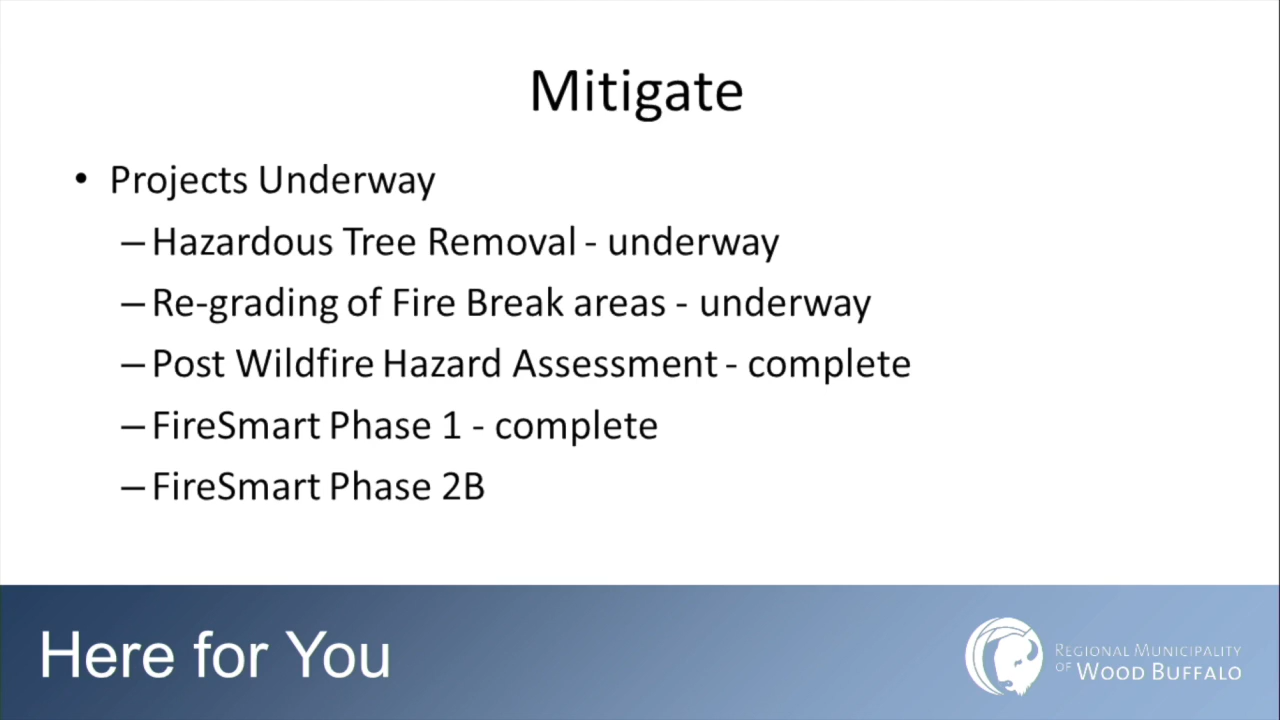 Mitigate
• Projects Underway
– Hazardous Tree Removal - underway
– Re-grading of Fire Break areas - underway
– Post Wildfire Hazard Assessment - complete
– FireSmart Phase 1 - complete
– FireSmart Phase 2B
Here for You
REGIONAL MUNICIPALITY
OF WOOD BUFFALO